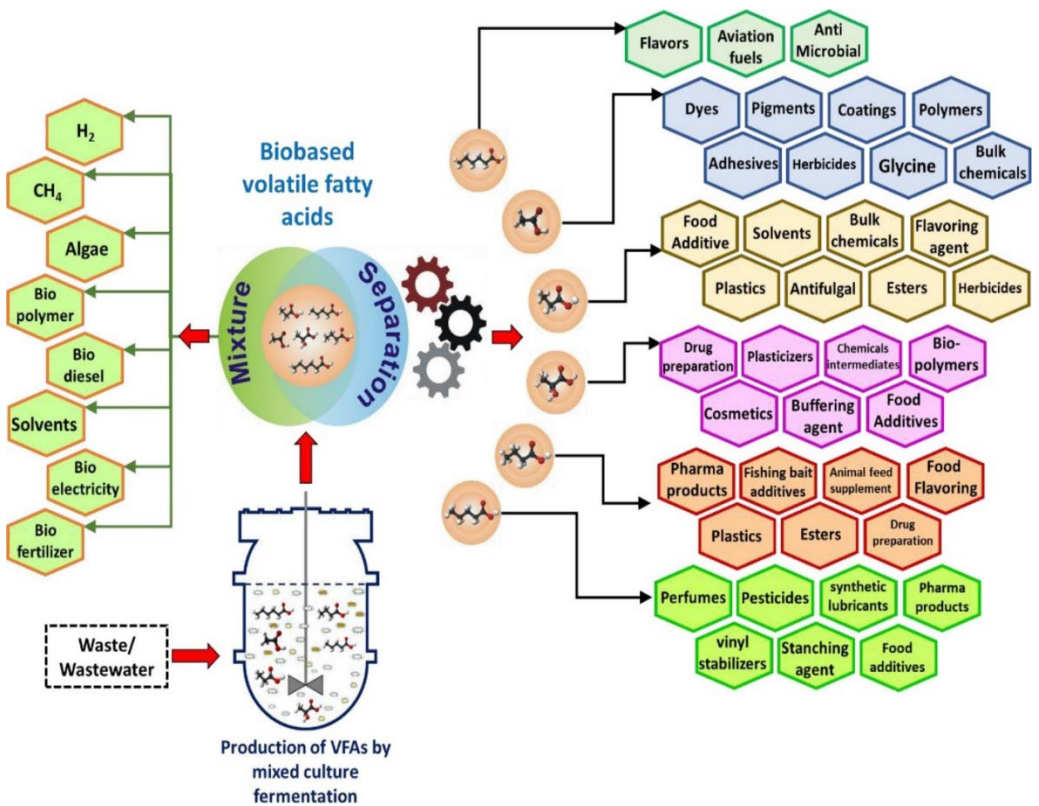 Flavors
Aviation
fuels
Anti
Microbial
Dyes
Pigments
Coatings
Polymers
Adhesives
Herbicides
Glycine
Bulk
chemicals
Food
Additive
Solvents
Bulk
chemicals
Flavoring
agent
Plastics
Antifulgal
Esters
Herbicides
Drug
preparation
Plasticizers
Chemicals
intermediates
Bio-
polymers
Cosmetics
Buffering
agent
Food
Additives
Pharma
products
Fishing bait
additives
Animal feed
supplement
Food
Flavoring
Plastics
Esters
Drug
preparation
Perfumes
Pesticides
synthetic
lubricants
Pharma
products
vinyl
stabilizers
Stanching
agent
Food
additives
Biobased
volatile fatty
acids
Mixture
Separation
H2
CH4
Algae
Bio
polymer
Bio
diesel
Solvents
Bio
electricity
Bio
fertilizer
Waste/
Wastewater
Production of VFAs by
mixed culture
fermentation